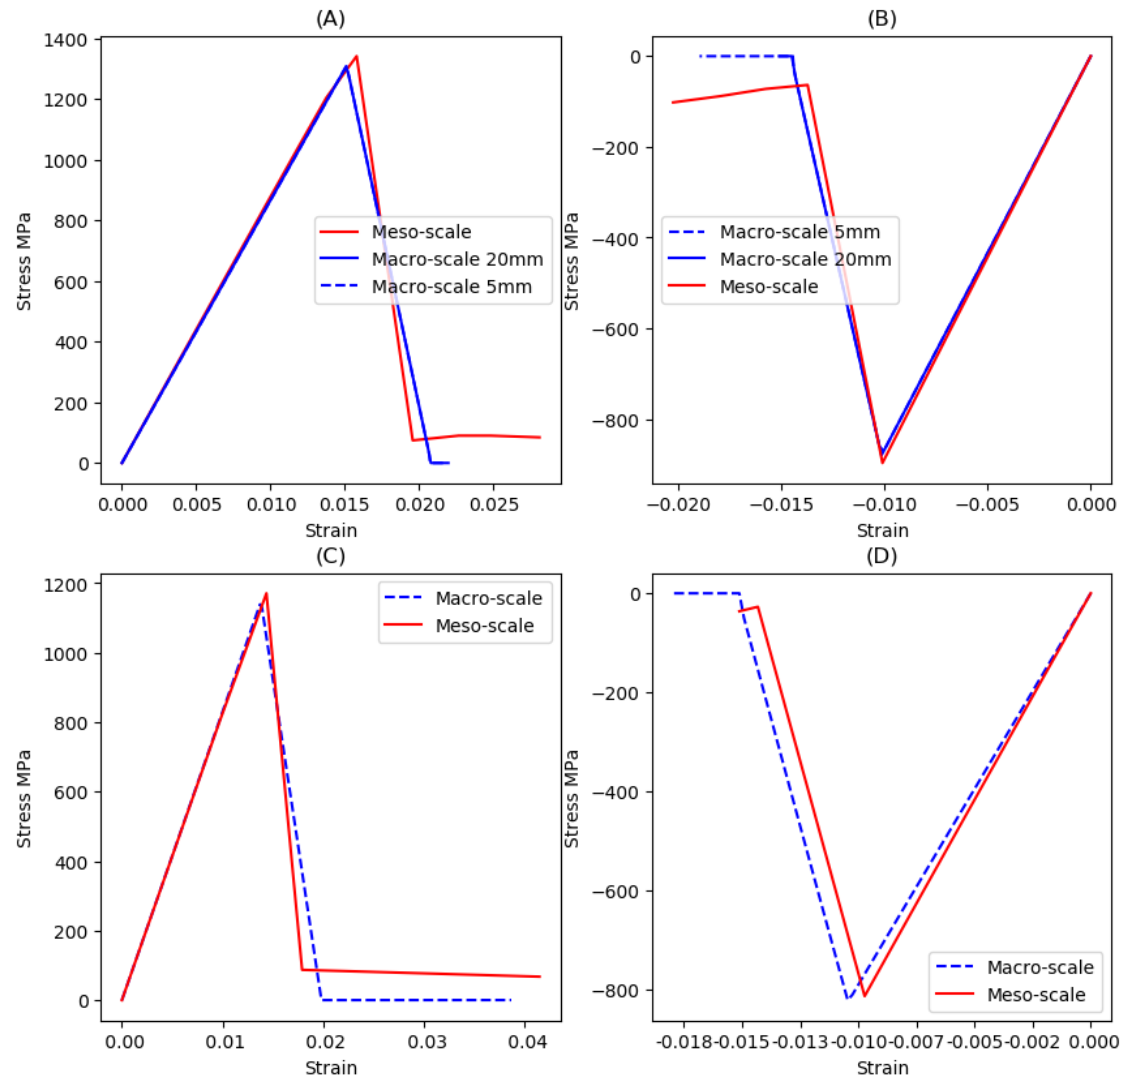 (A)
1400
1200
1000
800
600
400
200
0
Stress MPa
Meso-scale
Macro-scale 20mm
Macro-scale 5mm
0.000 0.005 0.010 0.015 0.020 0.025
Strain
(B)
0
−200
−400
−600
−800
Stress MPa
Macro-scale 5mm
Macro-scale 20mm
Meso-scale
−0.020 −0.015 −0.010 −0.005 0.000
Strain
(C)
1200
1000
800
600
400
200
0
Stress MPa
Macro-scale
Meso-scale
0.00 0.01 0.02 0.03 0.04
Strain
(D)
0
−200
−400
−600
−800
Stress MPa
Macro-scale
Meso-scale
-0.018 -0.015 -0.013 -0.010 -0.007 -0.005 -0.002 0.000
Strain